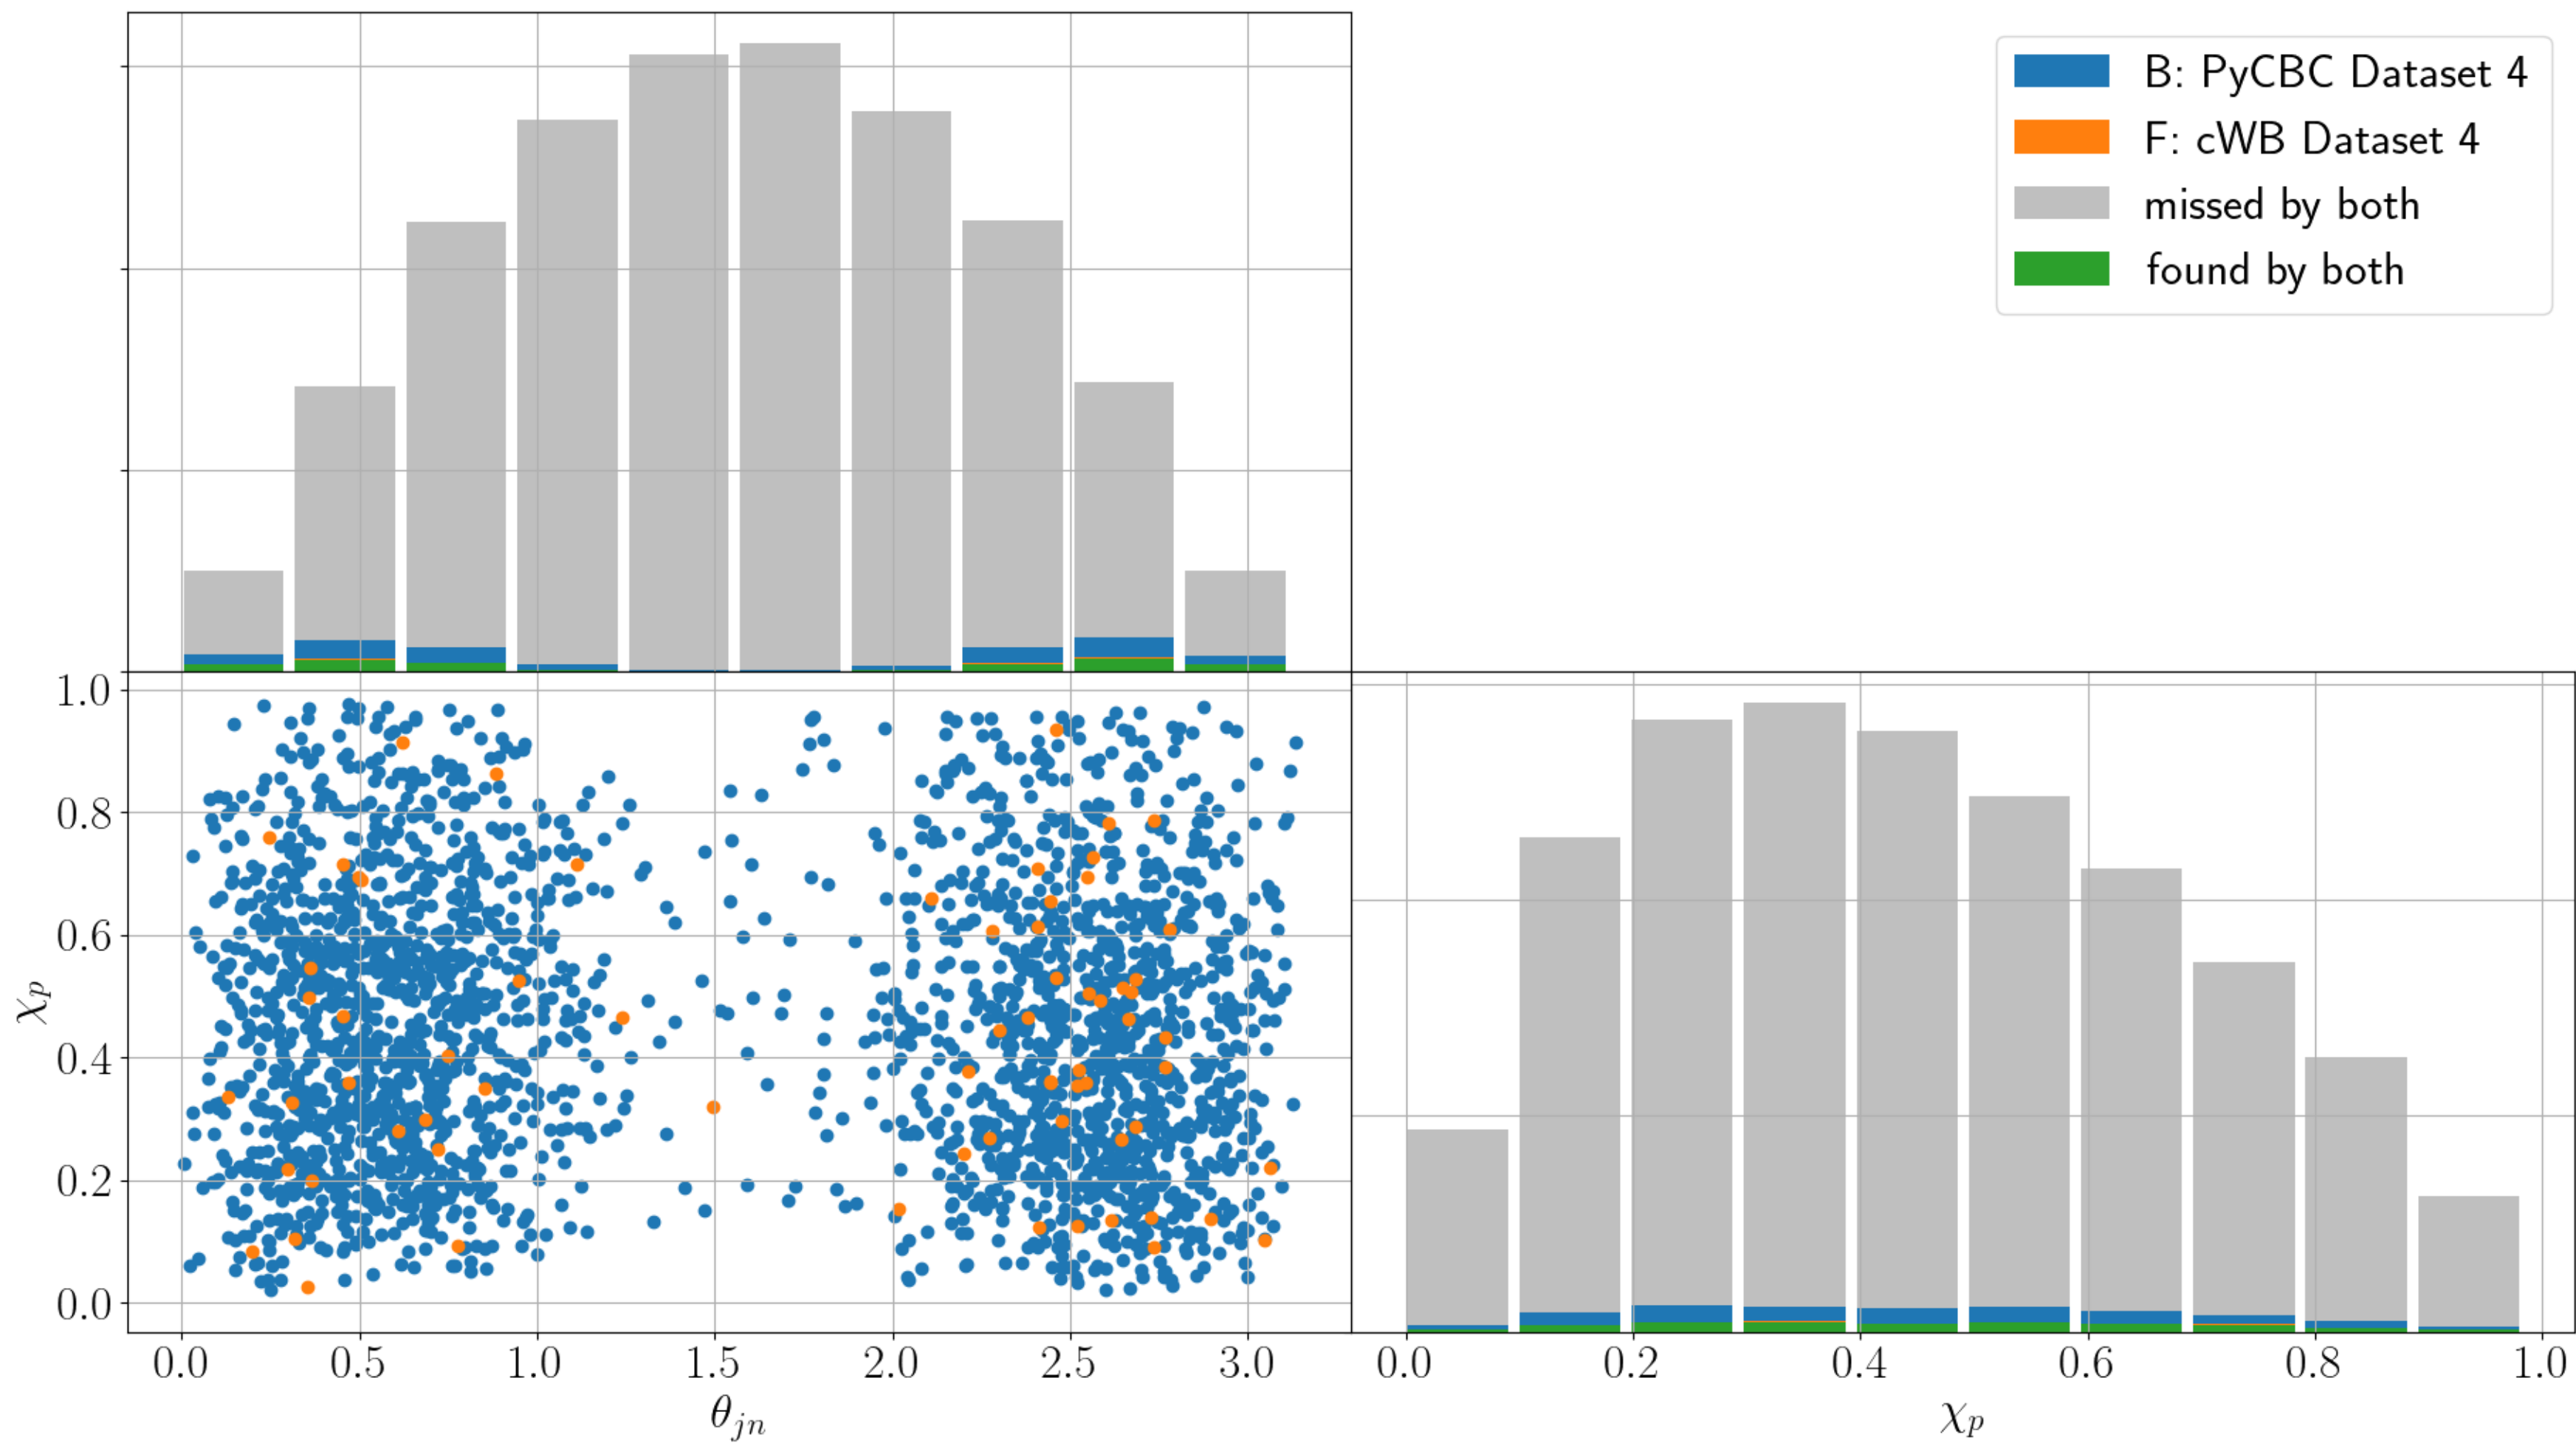 B: PyCBC Dataset 4
F: cWB Dataset 4
missed by both
found by both
1.0
0.8
0.6
0.4
0.2
0.0
χp
0.0 0.5 1.0 1.5 2.0 2.5 3.0
θjn
0.0 0.2 0.4 0.6 0.8 1.0
χp